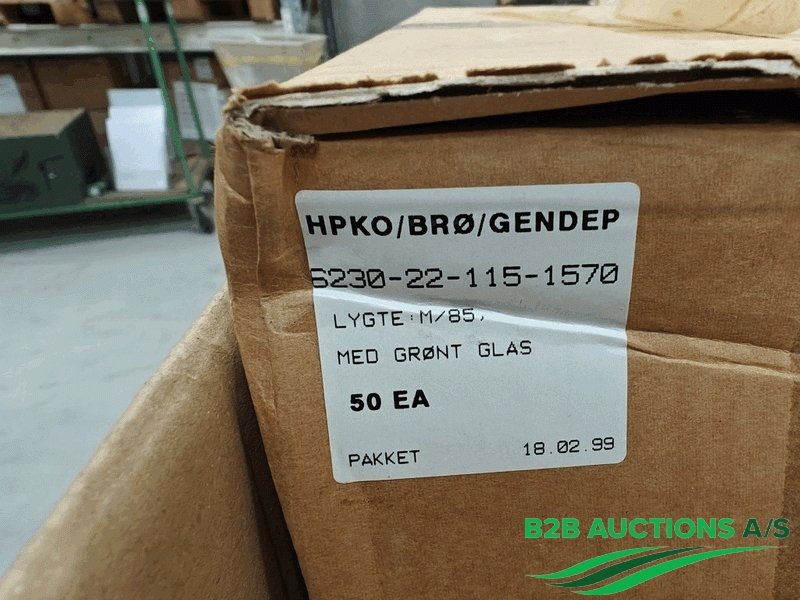 HPKO/BRØ/GENDEP
6230-22-115-1570
LYGTE:M/85,
MED GRØNT GLAS
50 EA
PAKKET 18.02.99
B2B AUCTIONS A/S